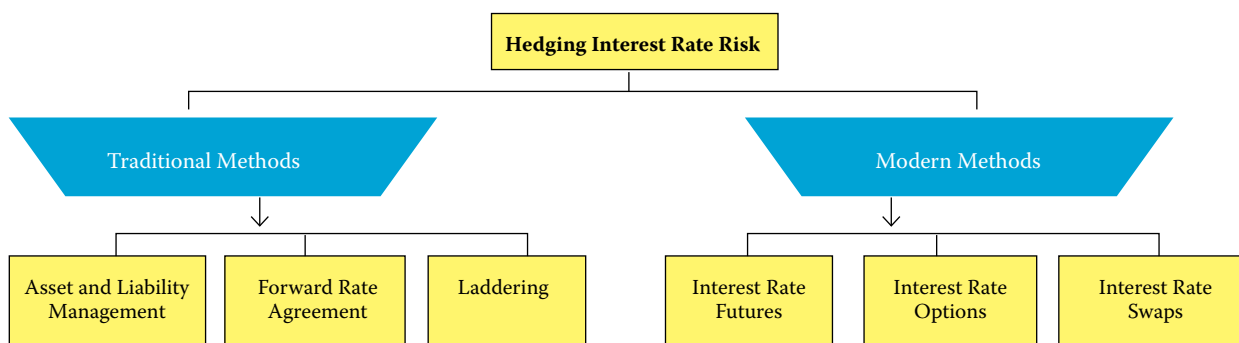 Hedging Interest Rate Risk
Traditional Methods
Modern Methods
Asset and Liability
Management
Forward Rate
Agreement
Laddering
Interest Rate
Futures
Interest Rate
Options
Interest Rate
Swaps